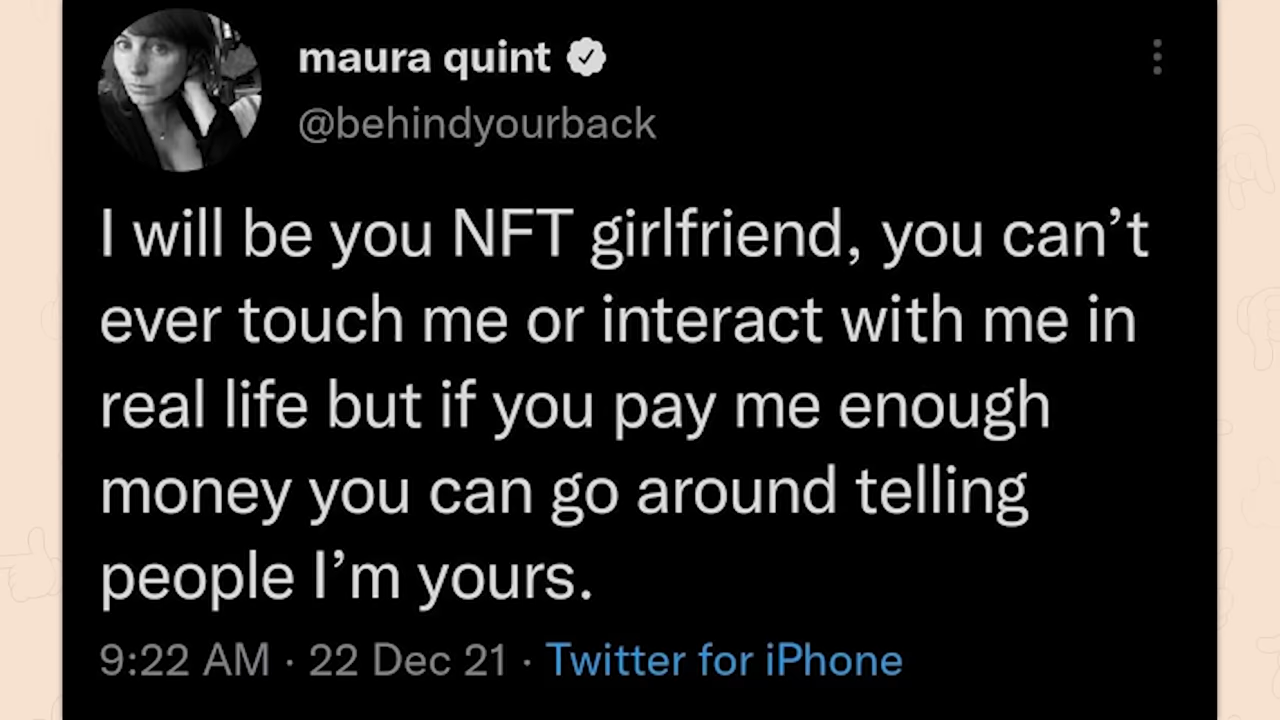 maura quint
@behindyourback
I will be you NFT girlfriend, you can’t
ever touch me or interact with me in
real life but if you pay me enough
money you can go around telling
people I’m yours.
9:22 AM · 22 Dec 21 · Twitter for iPhone